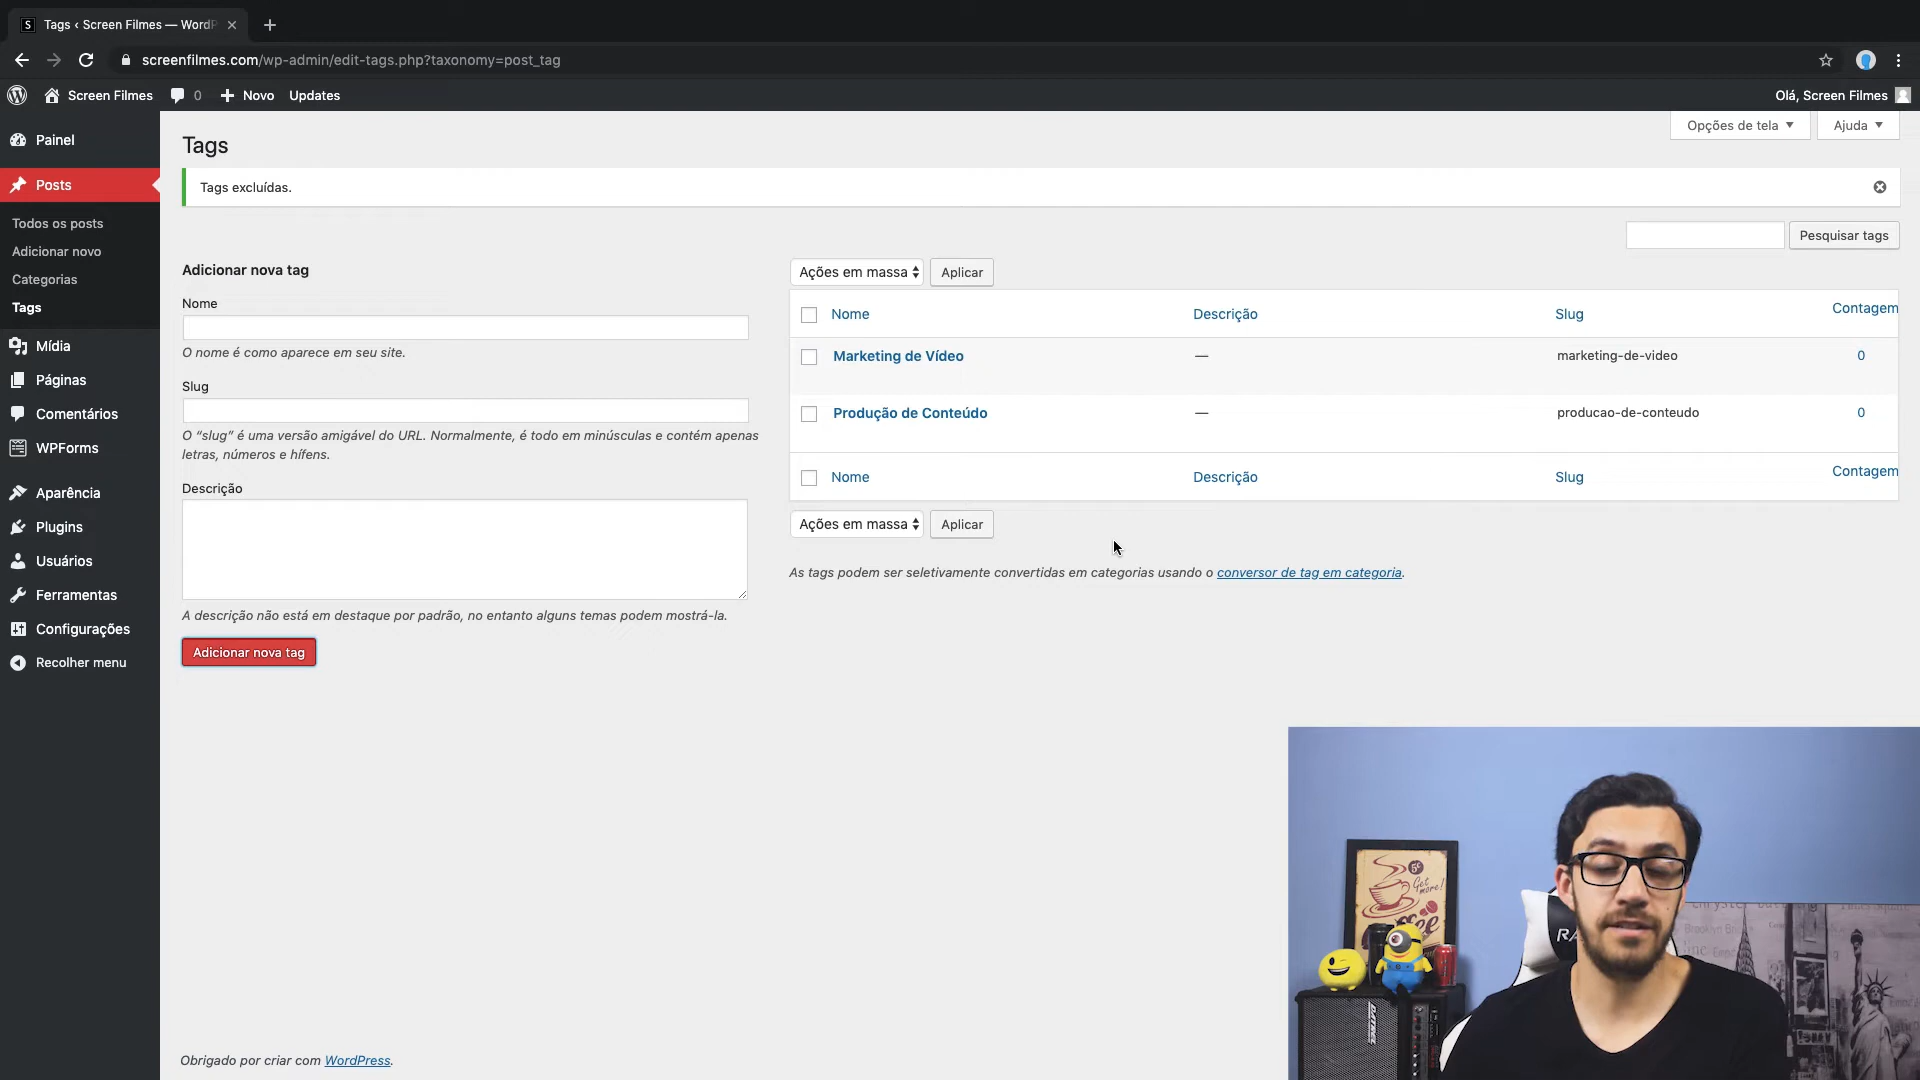 Tags ‹ Screen Filmes — WordP
screenfilmes.com/wp-admin/edit-tags.php?taxonomy=post_tag
Screen Filmes
0
Novo
Updates
Olá, Screen Filmes
Painel
Posts
Todos os posts
Adicionar novo
Categorias
Tags
Mídia
Páginas
Comentários
WPForms
Aparência
Plugins
Usuários
Ferramentas
Configurações
Recolher menu
Opções de tela
Ajuda
Tags
Tags excluídas.
Pesquisar tags
Adicionar nova tag
Nome
O nome é como aparece em seu site.
Slug
O “slug” é uma versão amigável do URL. Normalmente, é todo em minúsculas e contém apenas
letras, números e hífens.
Descrição
A descrição não está em destaque por padrão, no entanto alguns temas podem mostrá-la.
Adicionar nova tag
Ações em massa
Aplicar
Nome Descrição Slug Contagem
Marketing de Vídeo — marketing-de-video 0
Produção de Conteúdo — producao-de-conteudo 0
Nome Descrição Slug Contagem
Ações em massa
Aplicar
As tags podem ser seletivamente convertidas em categorias usando o conversor de tag em categoria.
5¢
Get
more!
Brooklyn
Obrigado por criar com WordPress.